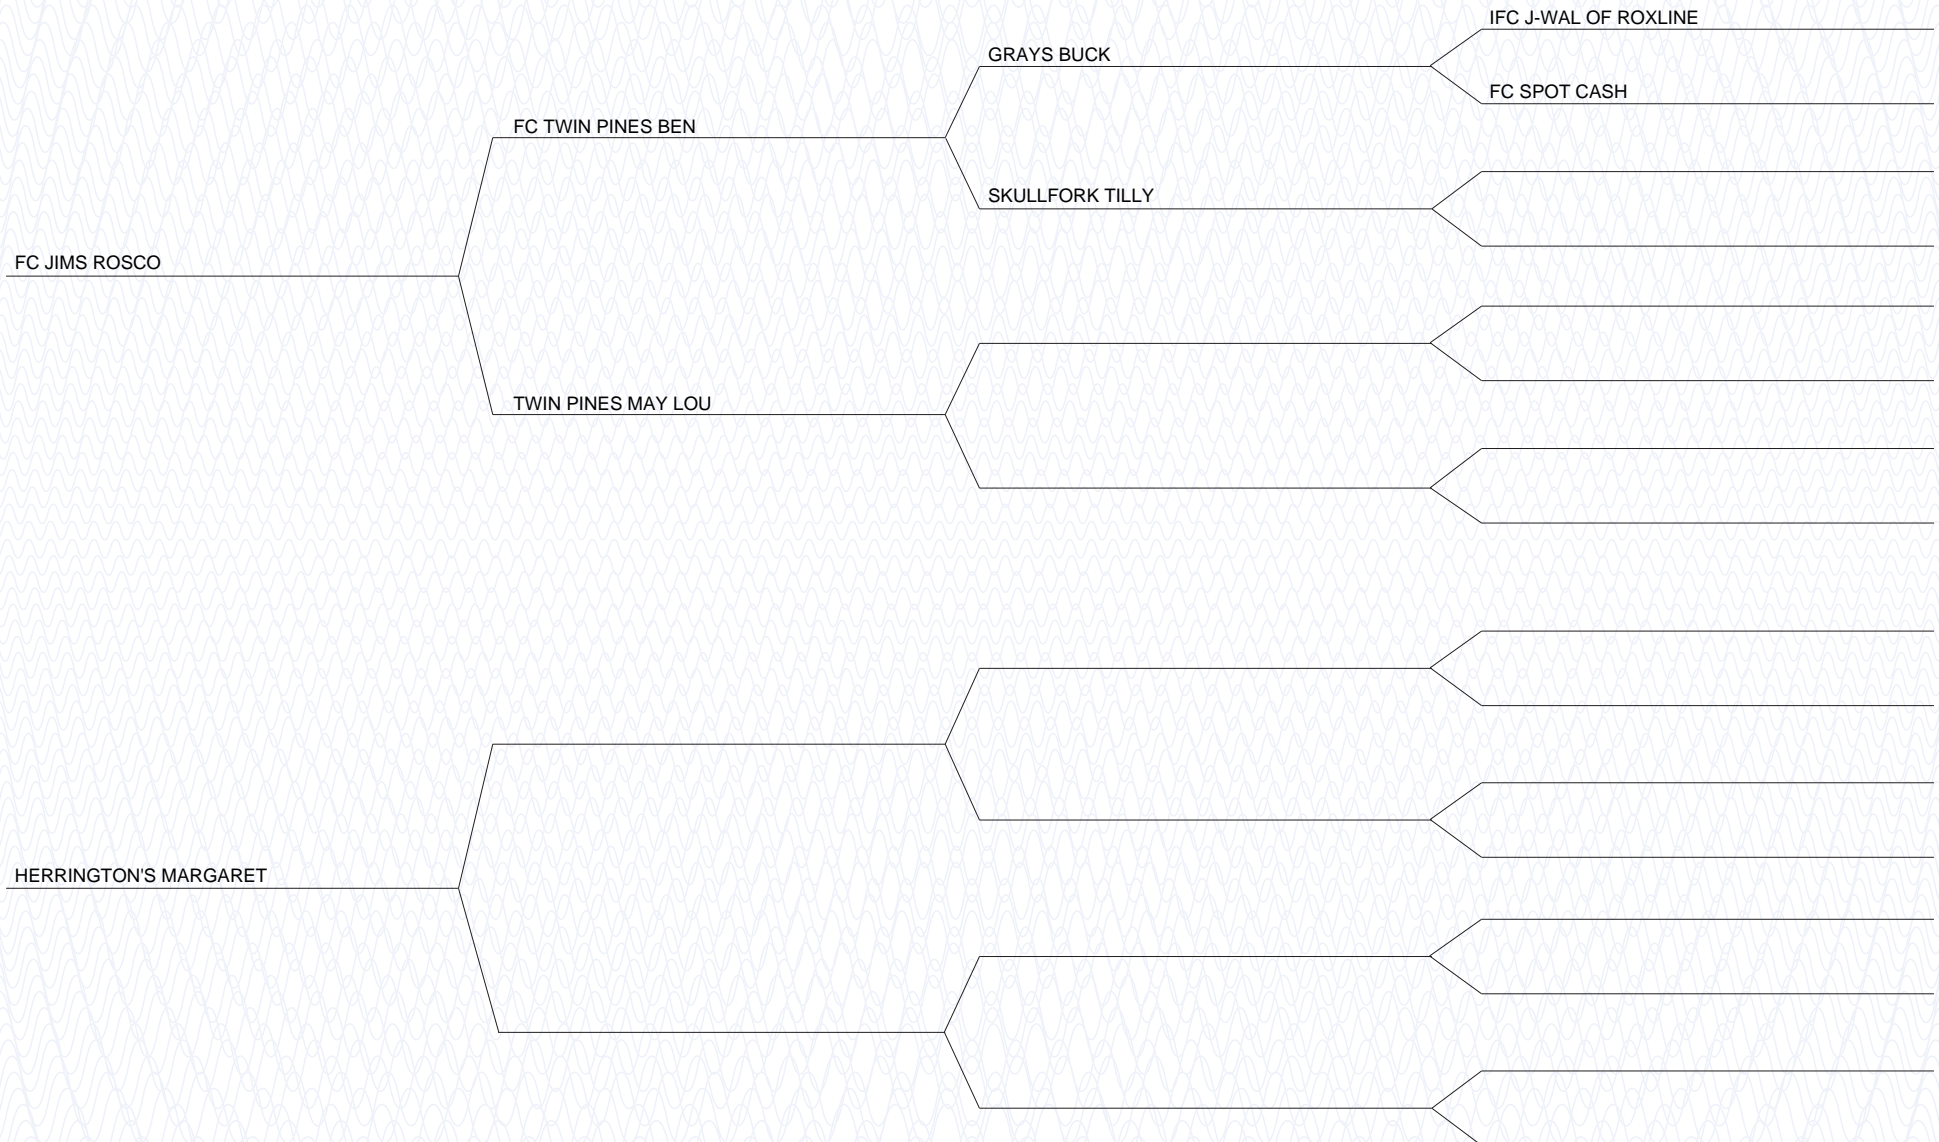 IFC J-WAL OF ROXLINE
GRAYS BUCK
FC SPOT CASH
FC TWIN PINES BEN
SKULLFORK TILLY
FC JIMS ROSCO
TWIN PINES MAY LOU
HERRINGTON'S MARGARET